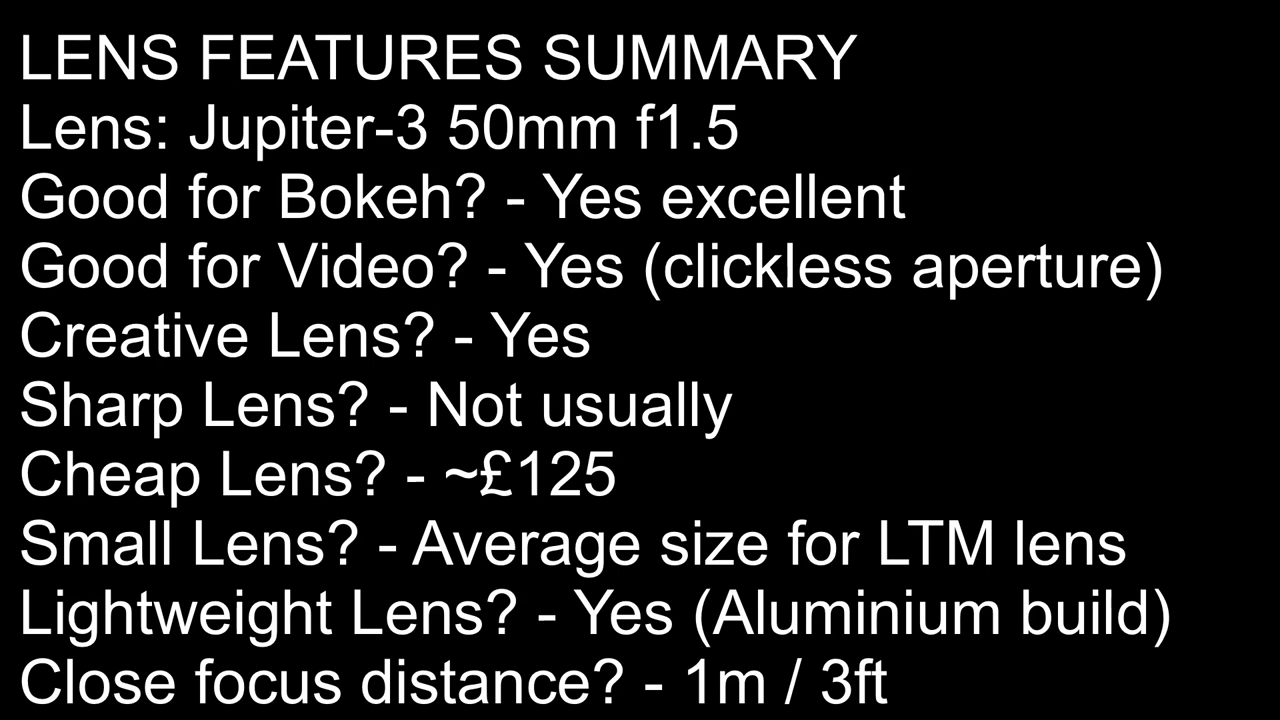 LENS FEATURES SUMMARY
Lens: Jupiter-3 50mm f1.5
Good for Bokeh? - Yes excellent
Good for Video? - Yes (clickless aperture)
Creative Lens? - Yes
Sharp Lens? - Not usually
Cheap Lens? - ~£125
Small Lens? - Average size for LTM lens
Lightweight Lens? - Yes (Aluminium build)
Close focus distance? - 1m / 3ft